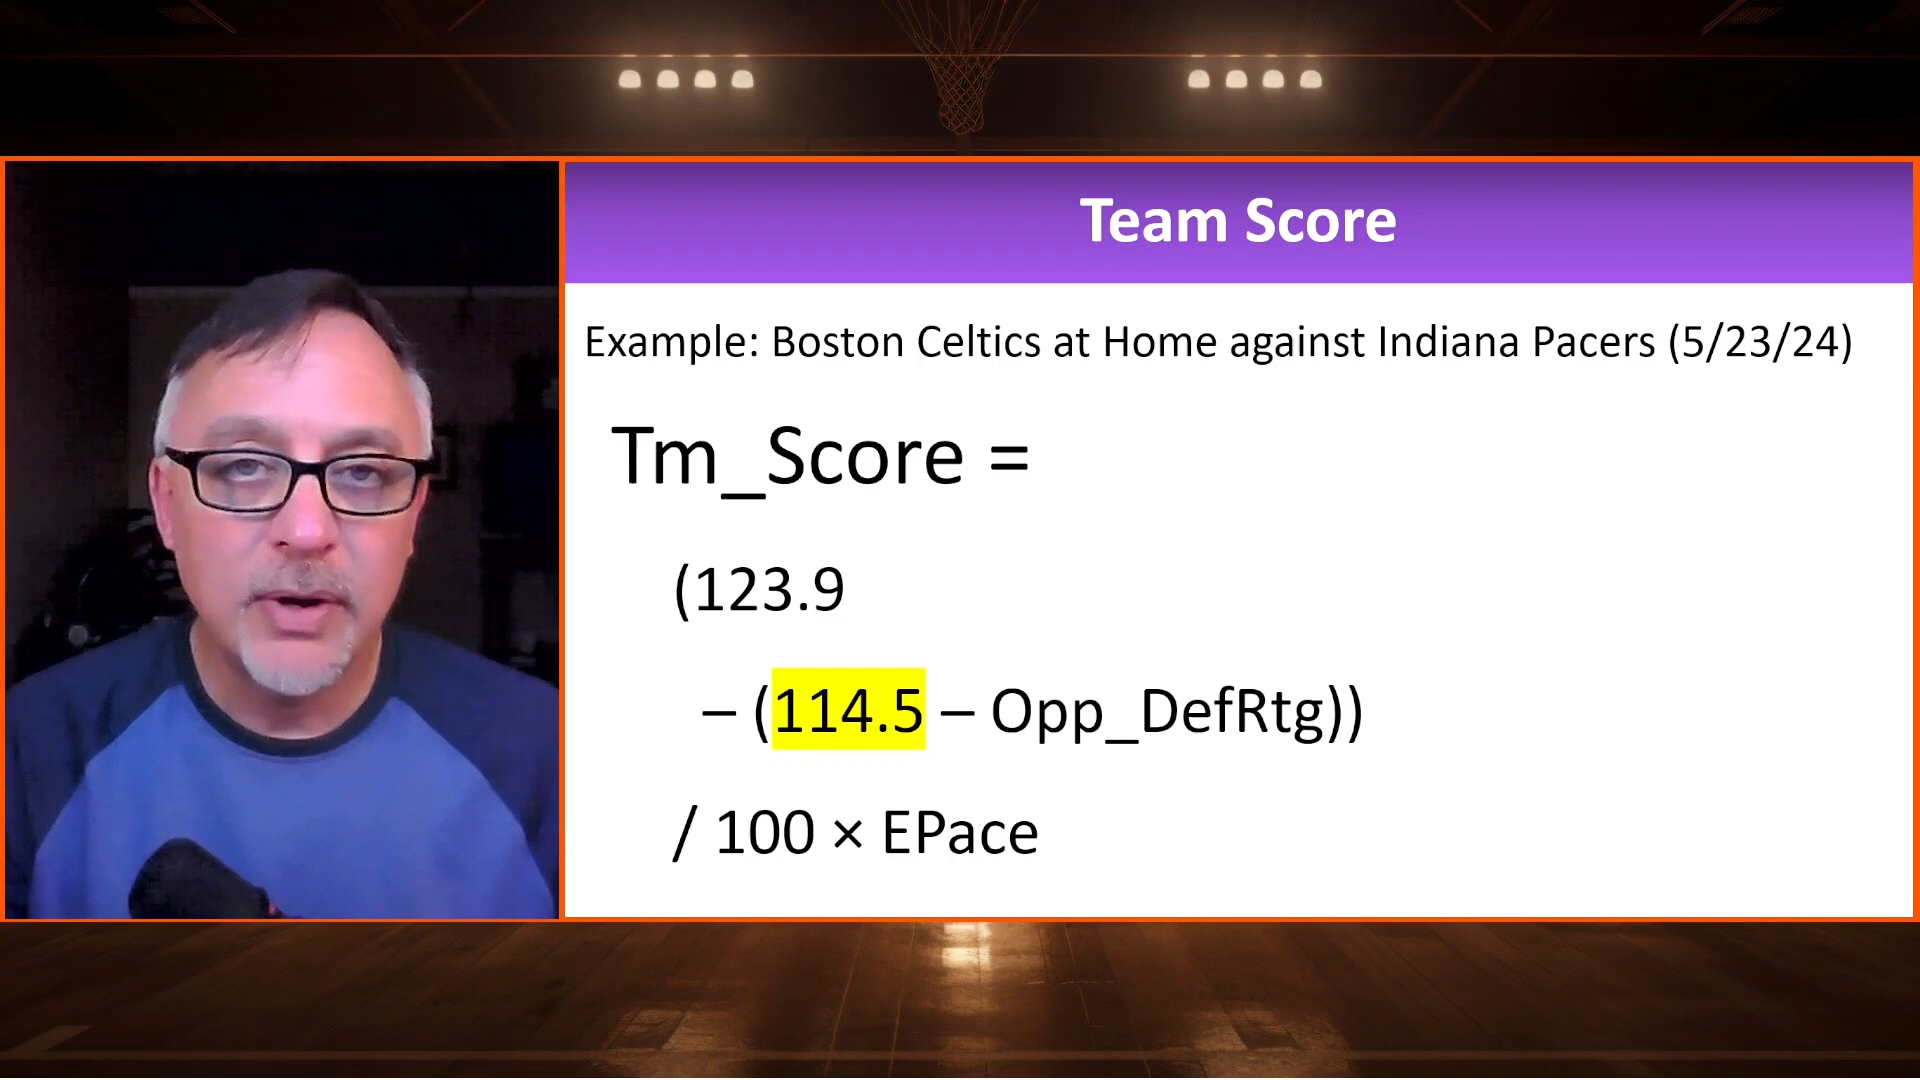 Team Score
Example: Boston Celtics at Home against Indiana Pacers (5/23/24)
Tm_Score =
(123.9
– (114.5 – Opp_DefRtg))
/ 100 × EPace